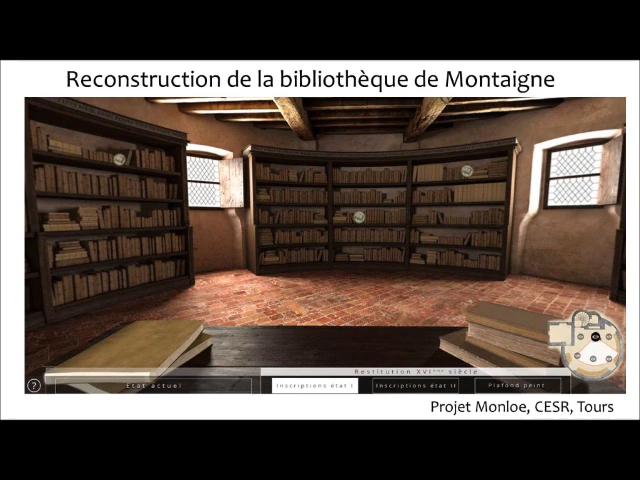 Reconstruction de la bibliothèque de Montaigne
Restitution XVIème siècle
? Etat actuel Inscriptions état I Inscriptions état II Plafond peint
Projet Monloe, CESR, Tours